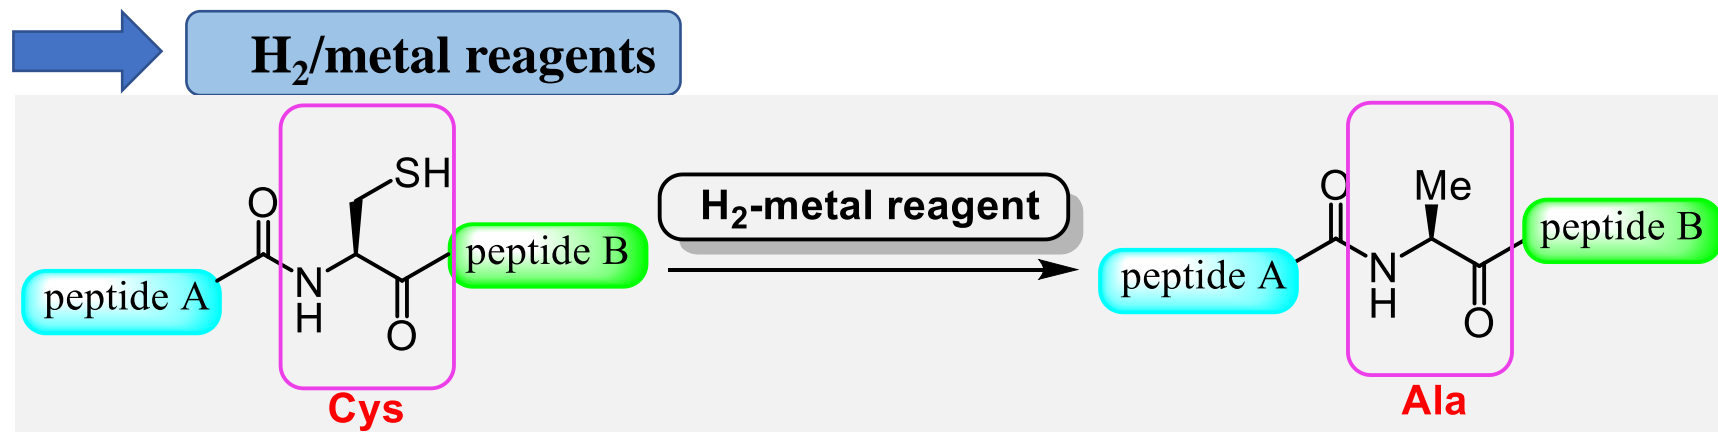 H₂/metal reagents
SH
O
N
H
O
peptide A
peptide B
Cys
H₂-metal reagent
O
Me
N
H
O
peptide A
peptide B
Ala